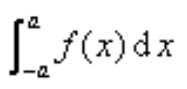 ∫_{-a}^{a} f(x) dx